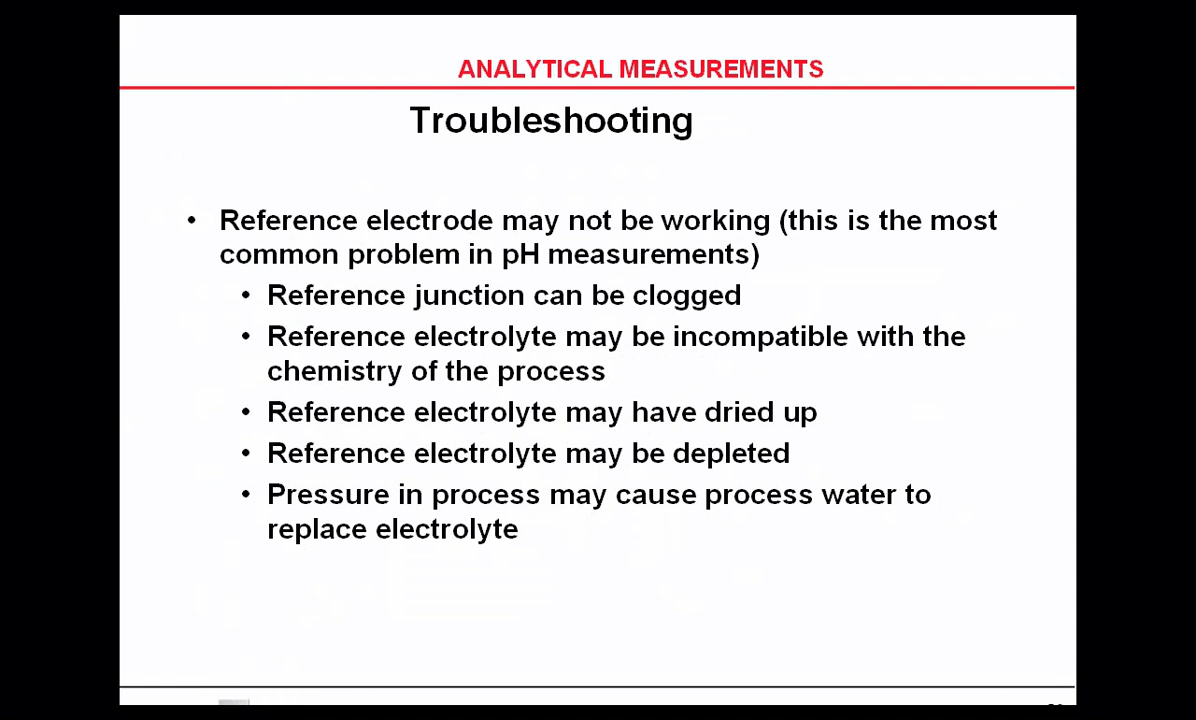 ANALYTICAL MEASUREMENTS
Troubleshooting
• Reference electrode may not be working (this is the most
common problem in pH measurements)
• Reference junction can be clogged
• Reference electrolyte may be incompatible with the
chemistry of the process
• Reference electrolyte may have dried up
• Reference electrolyte may be depleted
• Pressure in process may cause process water to
replace electrolyte